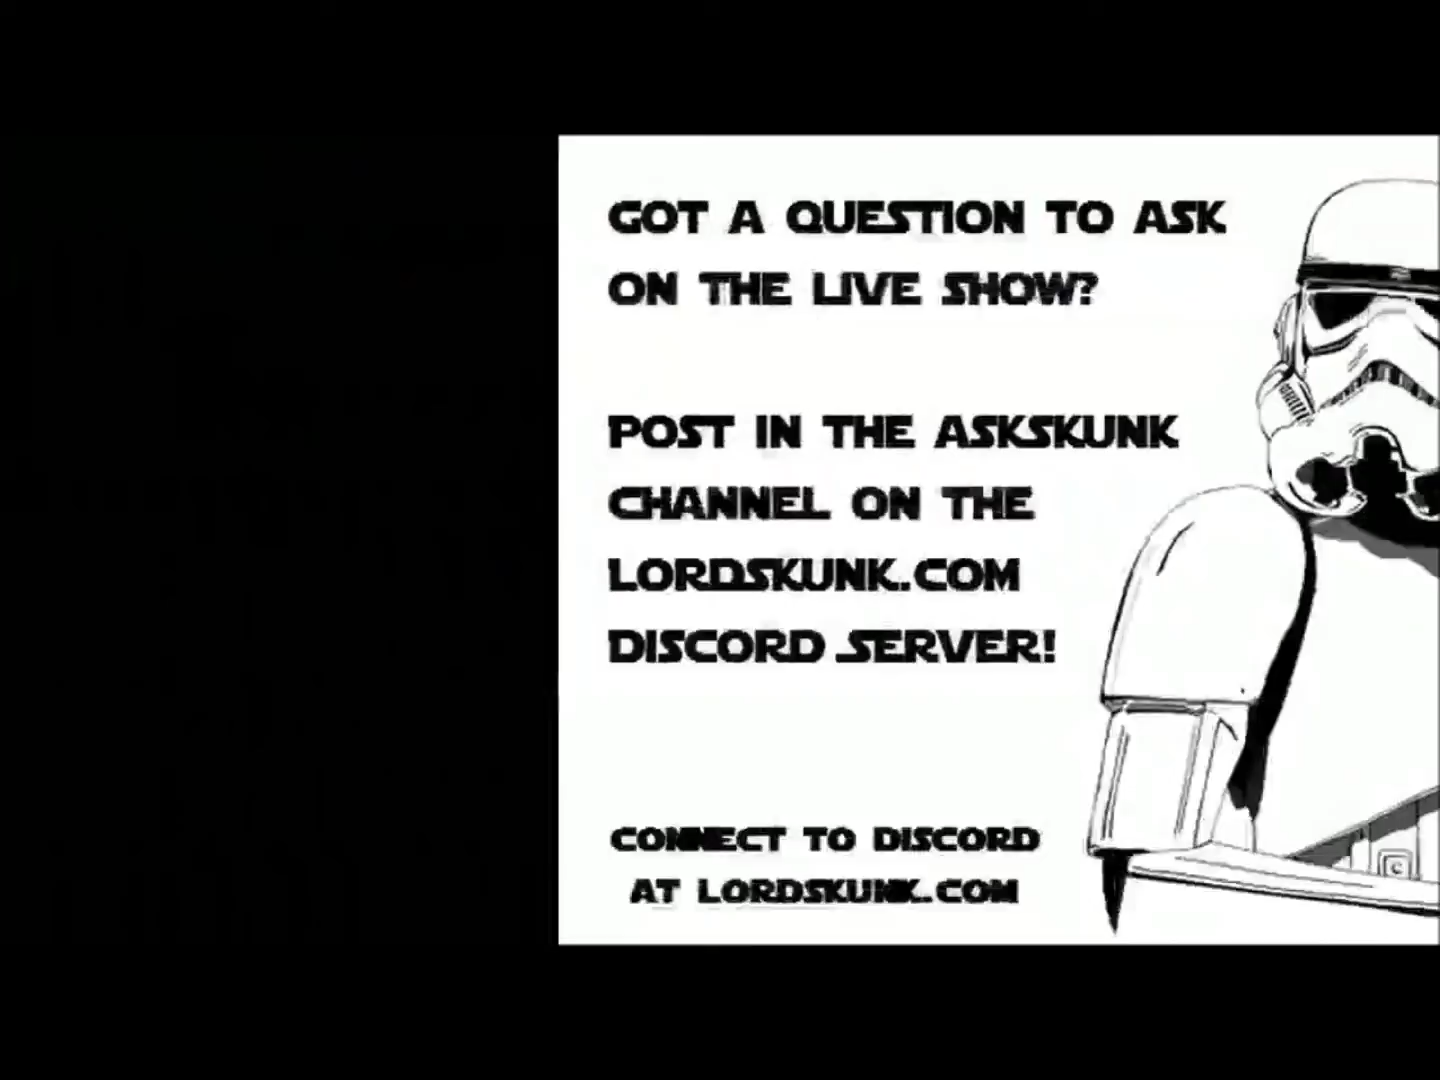 GOT A QUESTION TO ASK
ON THE LIVE SHOW?
POST IN THE ASKSKUNK
CHANNEL ON THE
LORDSKUNK.COM
DISCORD SERVER!
CONNECT TO DISCORD
AT LORDSKUNK.COM